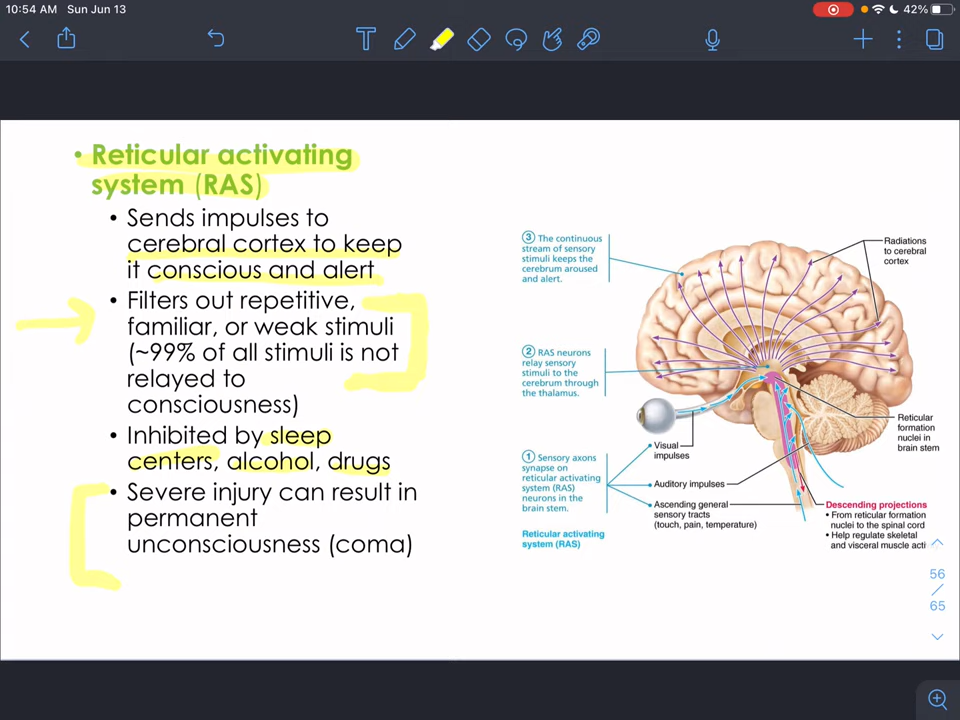 10:54 AM Sun Jun 13
42%
• Reticular activating
system (RAS)
• Sends impulses to
cerebral cortex to keep
it conscious and alert
• Filters out repetitive,
familiar, or weak stimuli
(~99% of all stimuli is not
relayed to
consciousness)
• Inhibited by sleep
centers, alcohol, drugs
• Severe injury can result in
permanent
unconsciousness (coma)
3 The continuous
stream of sensory
stimuli keeps the
cerebrum aroused
and alert.
2 RAS neurons
relay sensory
stimuli to the
cerebrum through
the thalamus.
1 Sensory axons
synapse on
reticular activating
system (RAS)
neurons in the
brain stem.
Reticular activating
system (RAS)
Radiations
to cerebral
cortex
Visual
impulses
Auditory impulses
Ascending general
sensory tracts
(touch, pain, temperature)
Reticular
formation
nuclei in
brain stem
Descending projections
• From reticular formation
nuclei to the spinal cord
• Help regulate skeletal
and visceral muscle acti
56
/
65